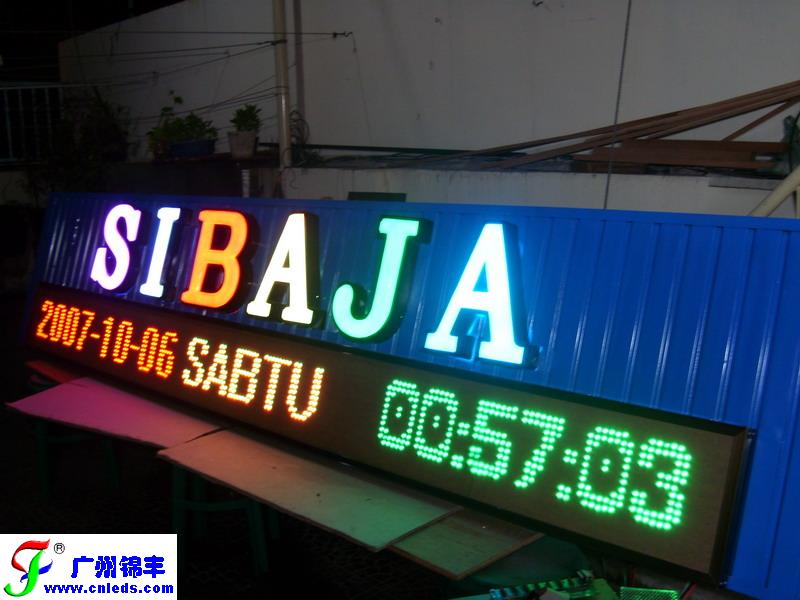 SIBAJA
2007-10-06 SABTU 00:57:03
® 广州锦丰
www.cnleds.com